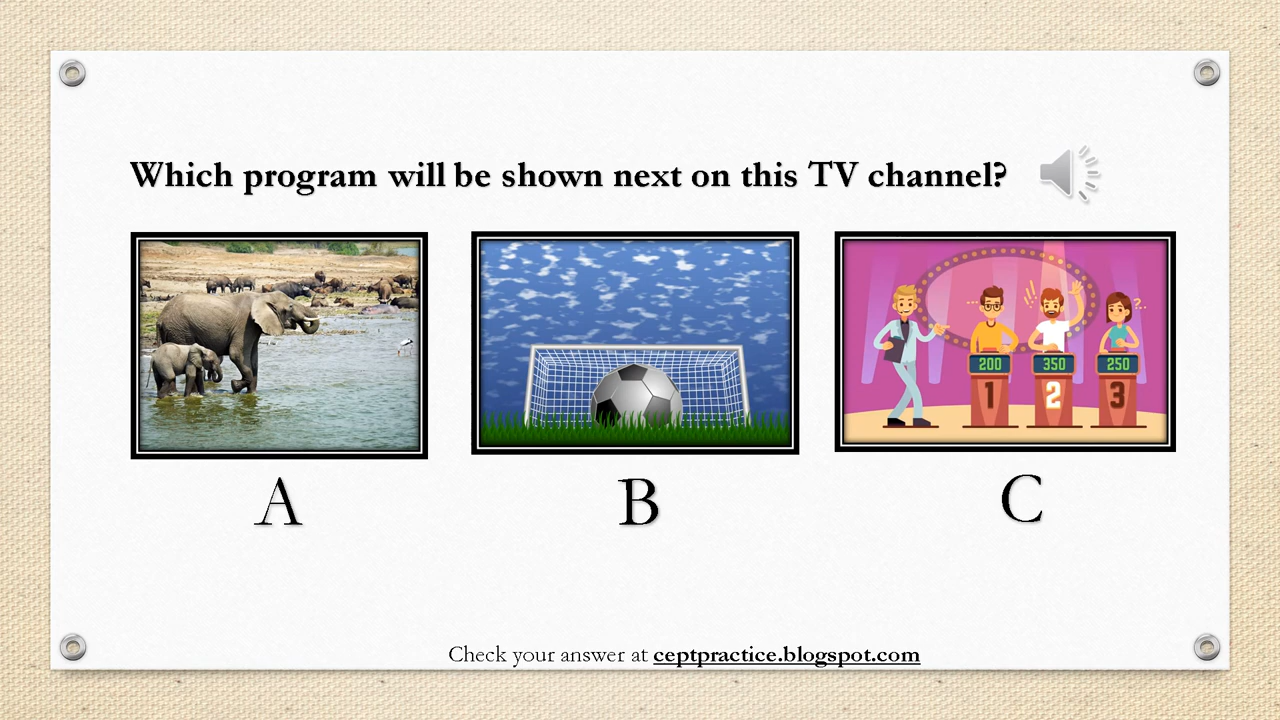 Which program will be shown next on this TV channel?
200 350 250
1 2 3
A B C
Check your answer at ceptpractice.blogspot.com